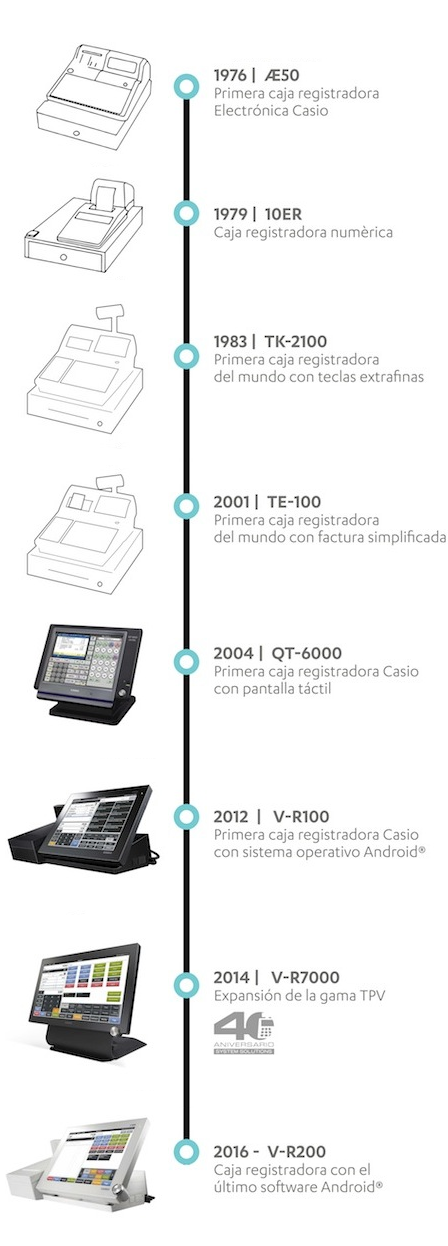 1976 | Æ50
Primera caja registradora
Electrónica Casio
1979 | 10ER
Caja registradora numèrica
1983 | TK-2100
Primera caja registradora
del mundo con teclas extrafinas
2001 | TE-100
Primera caja registradora
del mundo con factura simplificada
2004 | QT-6000
Primera caja registradora Casio
con pantalla táctil
2012 | V-R100
Primera caja registradora Casio
con sistema operativo Android®
2014 | V-R7000
Expansión de la gama TPV
40
ANIVERSARIO
SYSTEM SOLUTIONS
2016 - V-R200
Caja registradora con el
último software Android®